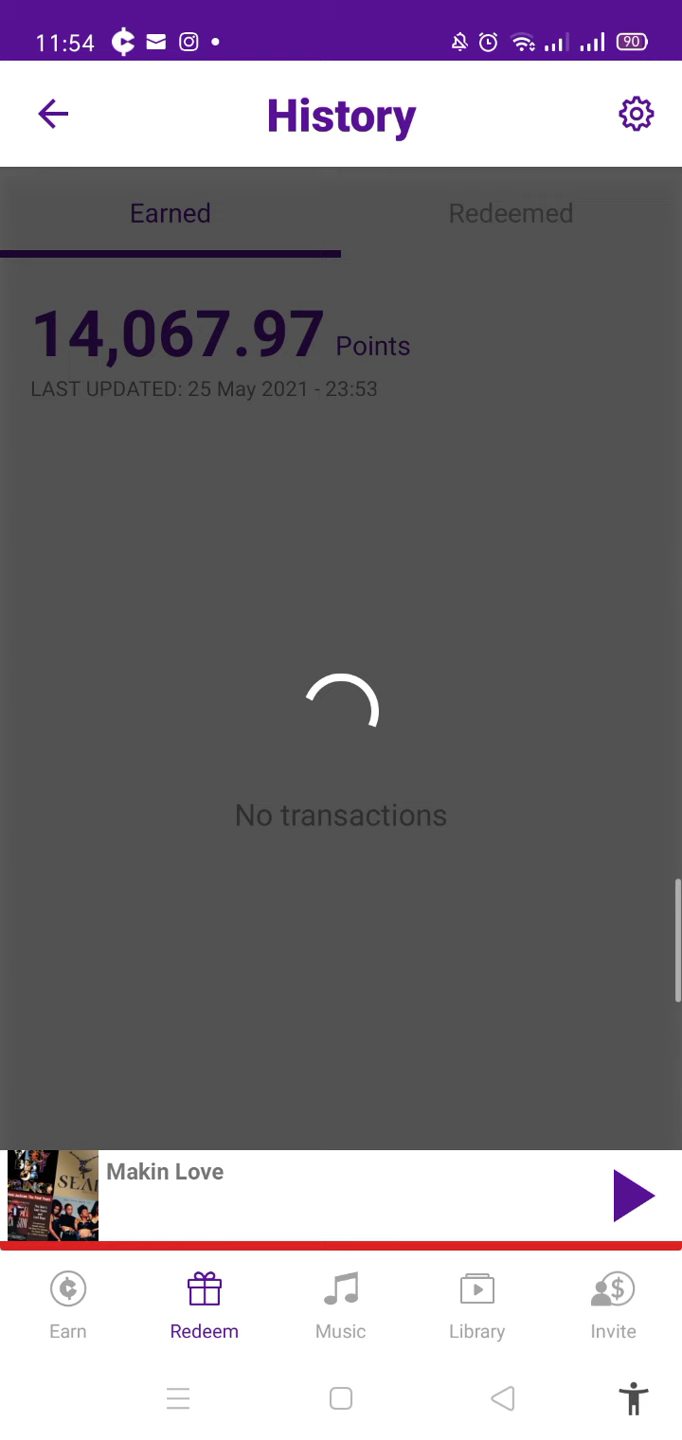 11:54
90
History
Earned
Redeemed
14,067.97 Points
LAST UPDATED: 25 May 2021 - 23:53
No transactions
SEAL
Makin Love
Earn
Redeem
Music
Library
Invite